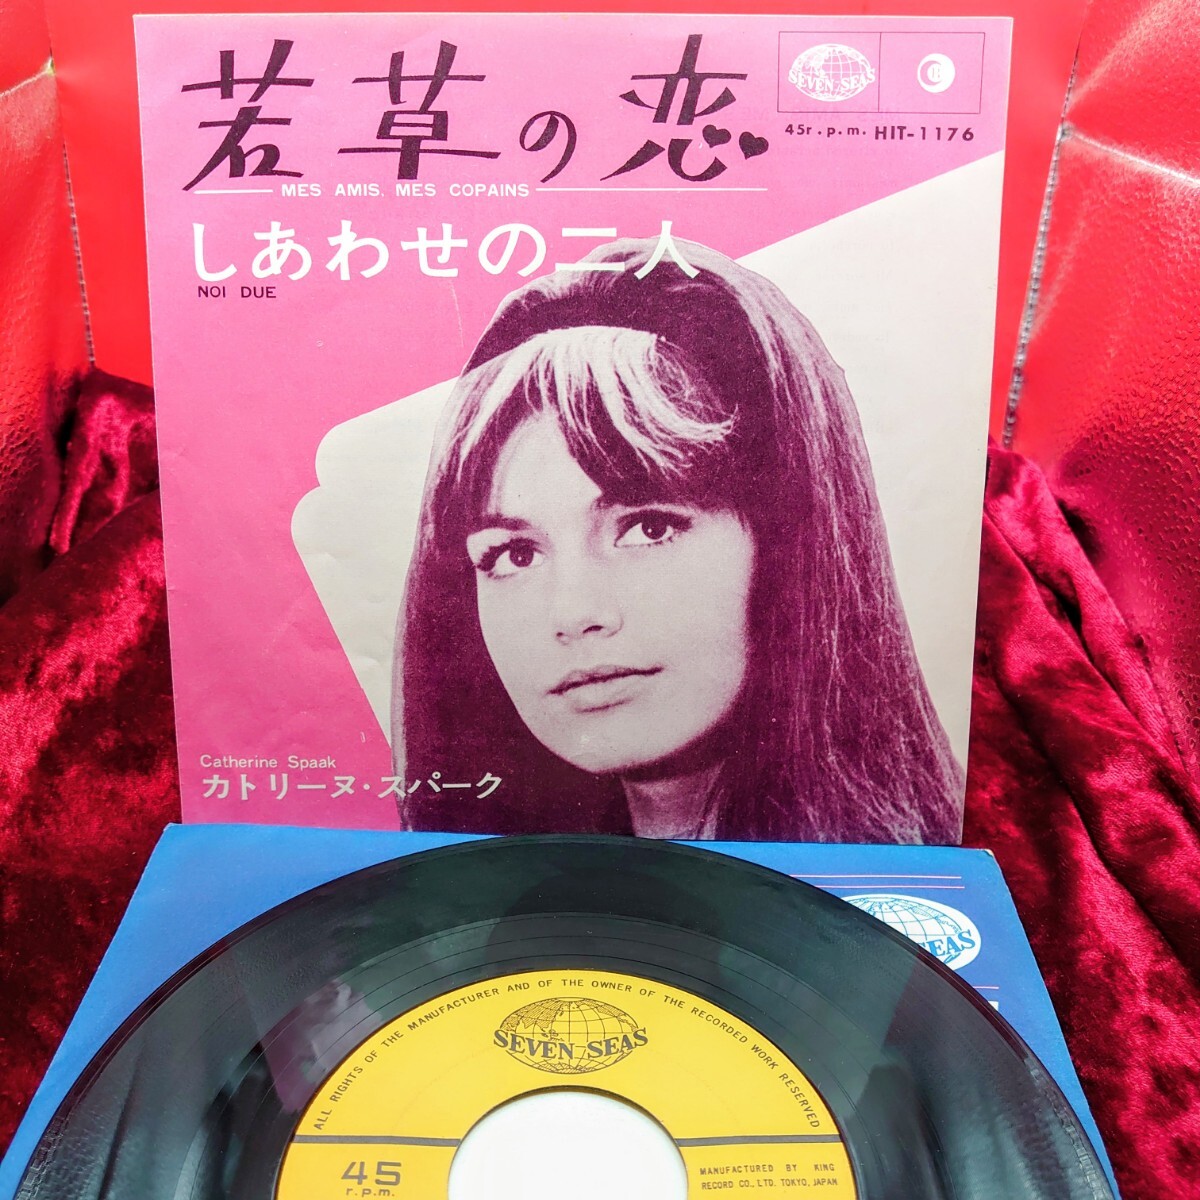 若草の恋
MES AMIS, MES COPAINS
しあわせの二人
NOI DUE
SEVEN SEAS
45r.p.m. HIT-1176
Catherine Spaak
カトリーヌ・スパーク
SEAS
ALL RIGHTS OF THE MANUFACTURER AND OF THE OWNER OF THE RECORDED WORK RESERVED
SEVEN SEAS
45
r.p.m.
MANUFACTURED BY KING
RECORD CO., LTD. TOKYO, JAPAN